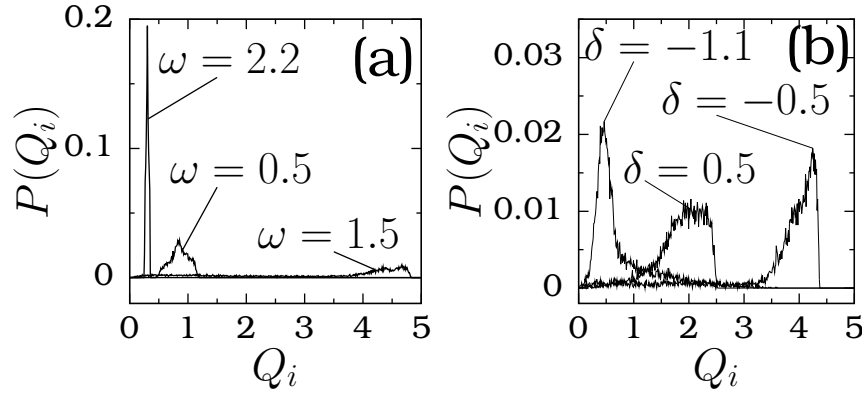 0.2
(a)
ω = 2.2
0.1
P(Q_i)
ω = 0.5
ω = 1.5
0
0 1 2 3 4 5
Q_i
0.03
(b)
δ = −1.1
δ = −0.5
0.02
P(Q_i)
δ = 0.5
0.01
0
0 1 2 3 4 5
Q_i